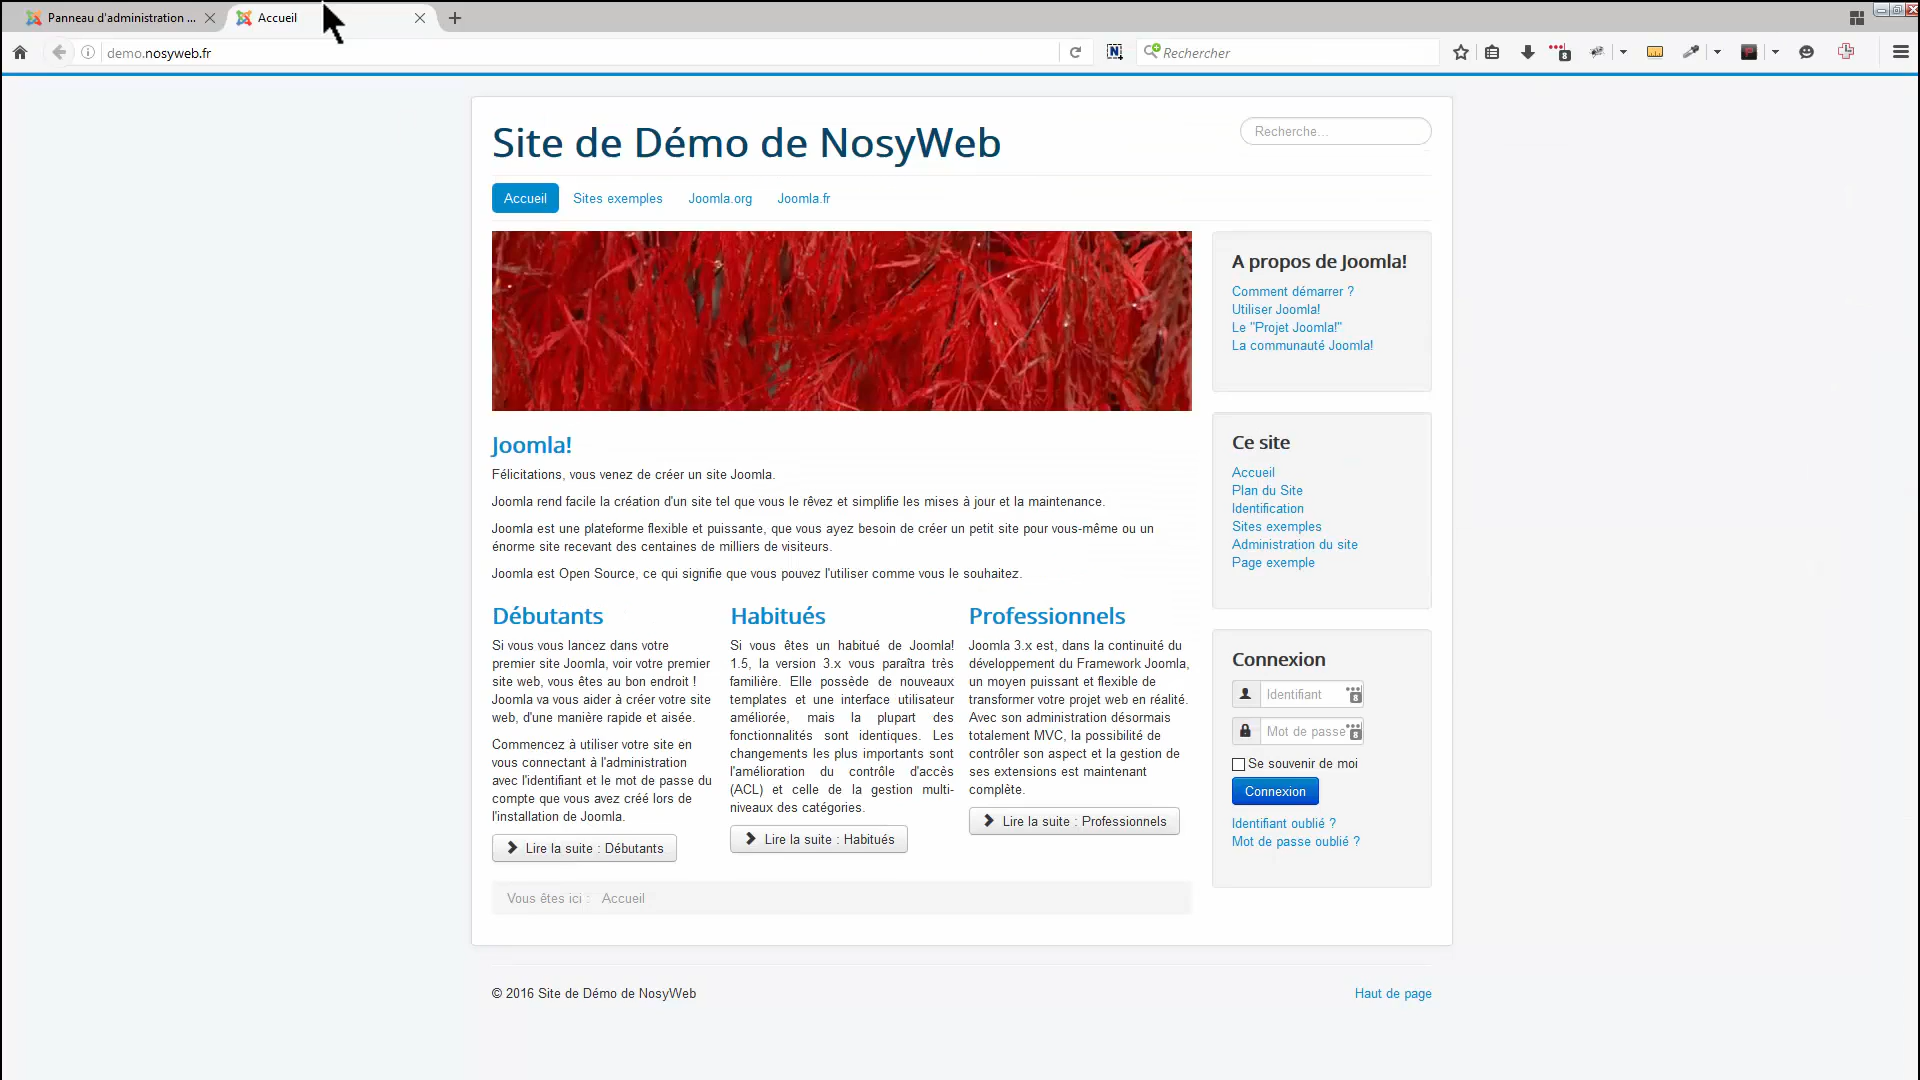 Panneau d'administration ...
Accueil
demo.nosyweb.fr
Rechercher
Site de Démo de NosyWeb
Recherche...
Accueil
Sites exemples
Joomla.org
Joomla.fr
A propos de Joomla!
Comment démarrer ?
Utiliser Joomla!
Le "Projet Joomla!"
La communauté Joomla!
Joomla!
Félicitations, vous venez de créer un site Joomla.
Joomla rend facile la création d'un site tel que vous le rêvez et simplifie les mises à jour et la maintenance.
Joomla est une plateforme flexible et puissante, que vous ayez besoin de créer un petit site pour vous-même ou un
énorme site recevant des centaines de milliers de visiteurs.
Joomla est Open Source, ce qui signifie que vous pouvez l'utiliser comme vous le souhaitez.
Ce site
Accueil
Plan du Site
Identification
Sites exemples
Administration du site
Page exemple
Débutants
Si vous vous lancez dans votre
premier site Joomla, voir votre premier
site web, vous êtes au bon endroit !
Joomla va vous aider à créer votre site
web, d'une manière rapide et aisée.
Commencez à utiliser votre site en
vous connectant à l'administration
avec l'identifiant et le mot de passe du
compte que vous avez créé lors de
l'installation de Joomla.
Lire la suite : Débutants
Habitués
Si vous êtes un habitué de Joomla!
1.5, la version 3.x vous paraîtra très
familière. Elle possède de nouveaux
templates et une interface utilisateur
améliorée, mais la plupart des
fonctionnalités sont identiques. Les
changements les plus importants sont
l'amélioration du contrôle d'accès
(ACL) et celle de la gestion multi-
niveaux des catégories.
Lire la suite : Habitués
Professionnels
Joomla 3.x est, dans la continuité du
développement du Framework Joomla,
un moyen puissant et flexible de
transformer votre projet web en réalité.
Avec son administration désormais
totalement MVC, la possibilité de
contrôler son aspect et la gestion de
ses extensions est maintenant
complète.
Lire la suite : Professionnels
Connexion
Identifiant
Mot de passe
Se souvenir de moi
Connexion
Identifiant oublié ?
Mot de passe oublié ?
Vous êtes ici : Accueil
© 2016 Site de Démo de NosyWeb
Haut de page